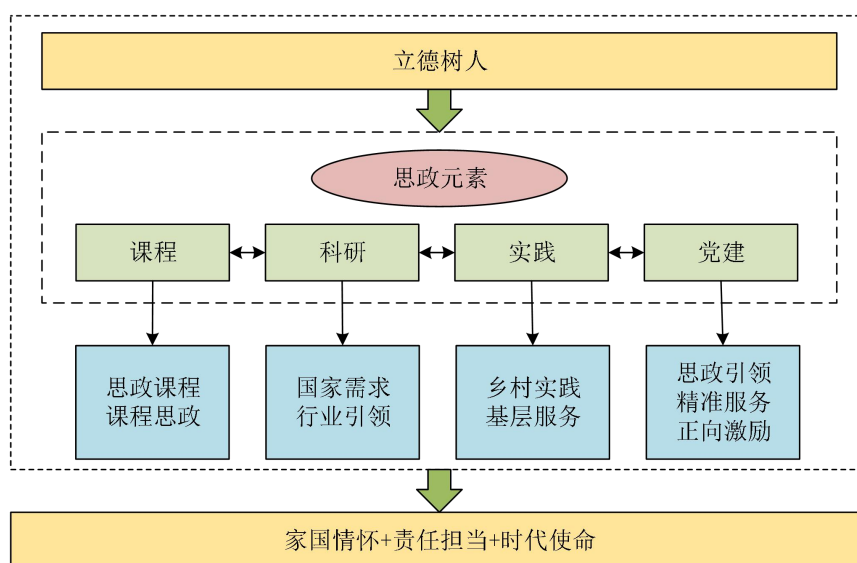 立德树人
思政元素
课程
科研
实践
党建
思政课程
课程思政
国家需求
行业引领
乡村实践
基层服务
思政引领
精准服务
正向激励
家国情怀+责任担当+时代使命